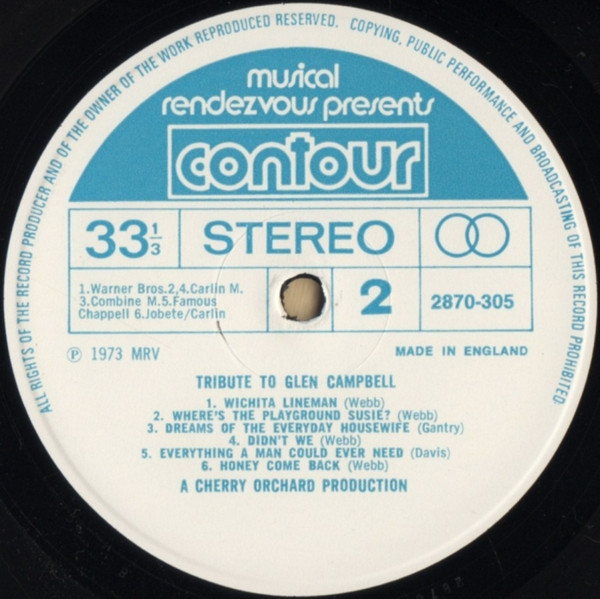 ALL RIGHTS OF THE RECORD PRODUCER AND OF THE OWNER OF THE WORK REPRODUCED RESERVED. COPYING, PUBLIC PERFORMANCE AND BROADCASTING OF THIS RECORD PROHIBITED.
musical
rendezvous presents
contour
33 1/3 STEREO
1.Warner Bros.2,4.Carlin M.
3.Combine M.5.Famous
Chappell 6.Jobete/Carlin
2
2870-305
℗ 1973 MRV
MADE IN ENGLAND
TRIBUTE TO GLEN CAMPBELL
1. WICHITA LINEMAN (Webb)
2. WHERE'S THE PLAYGROUND SUSIE? (Webb)
3. DREAMS OF THE EVERYDAY HOUSEWIFE (Gantry)
4. DIDN'T WE (Webb)
5. EVERYTHING A MAN COULD EVER NEED (Davis)
6. HONEY COME BACK (Webb)
A CHERRY ORCHARD PRODUCTION